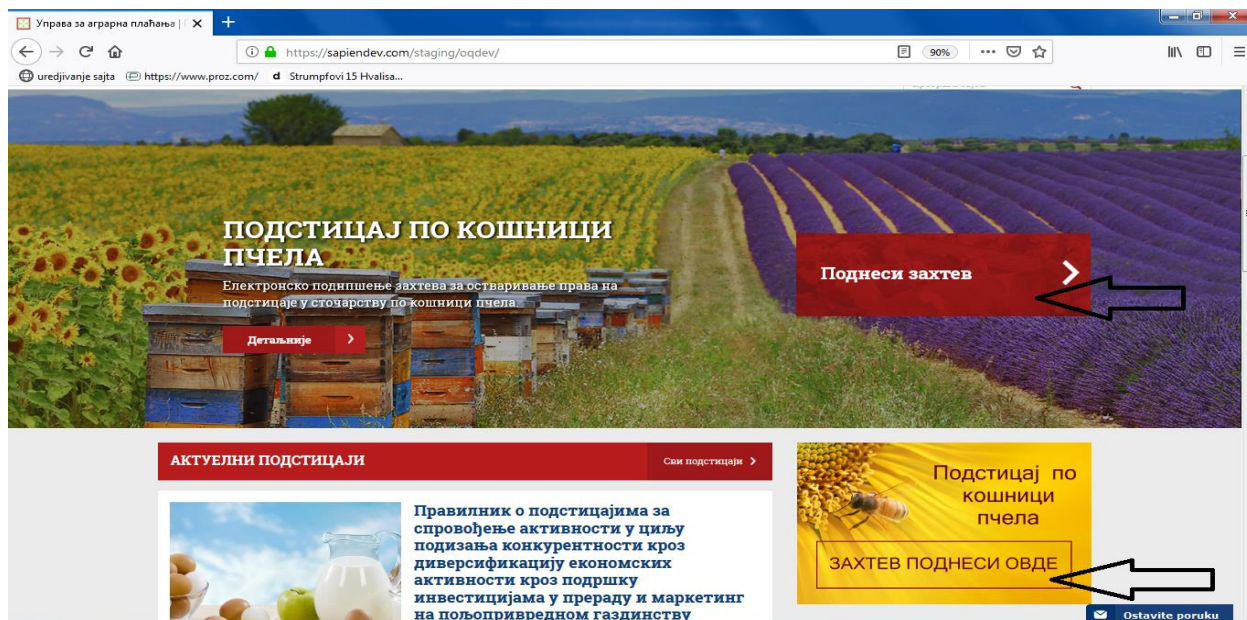 Управа за аграрна плаћања |
https://sapiendev.com/staging/oqdev/
90%
uredjivanje sajta https://www.proz.com/ d Strumpfovi 15 Hvalisa...
ПОДСТИЦАЈ ПО КОШНИЦИ
ПЧЕЛА
Електронско подншпење захтева за остваривање права на
подстицаје у сточарству по кошници пчела
Детаљније
Поднеси захтев
АКТУЕЛНИ ПОДСТИЦАЈИ
Сви подстицаји
Правилник о подстицајима за
спровођење активности у циљу
подизања конкурентности кроз
диверсификацију економских
активности кроз подршку
инвестицијама у прераду и маркетинг
на пољопривредном газдинству
Подстицај по
кошници
пчела
ЗАХТЕВ ПОДНЕСИ ОВДЕ
Ostavite poruku